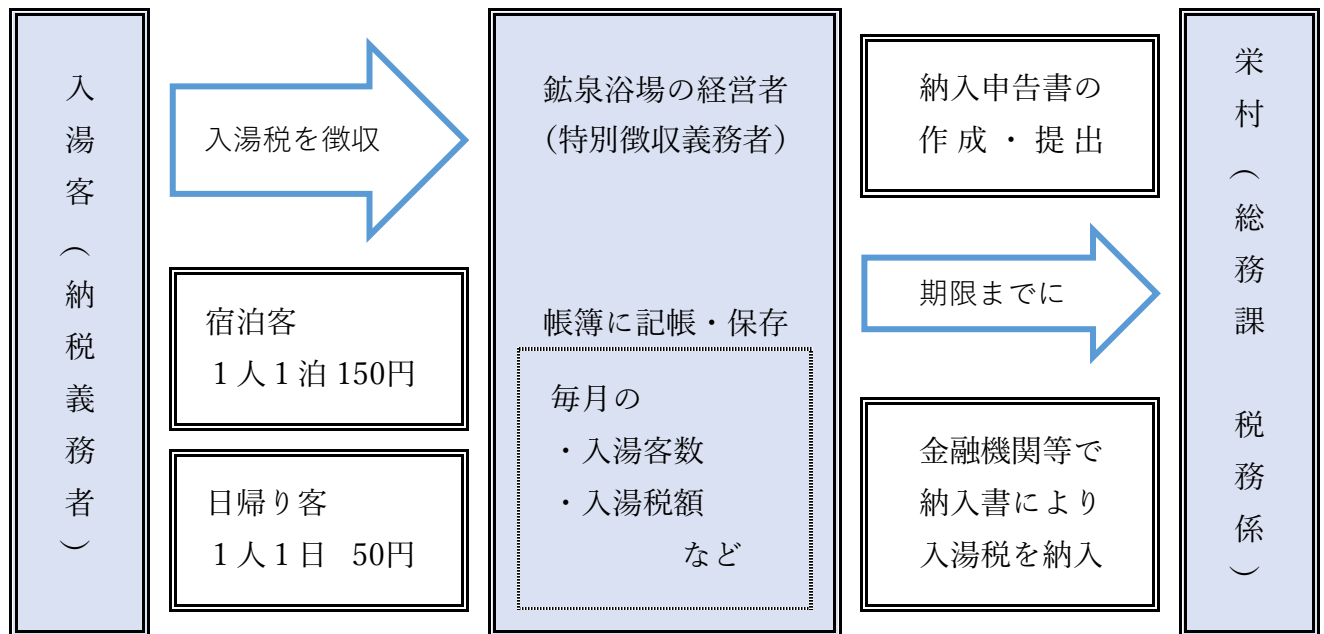 入湯客(納税義務者)
入湯税を徴収
宿泊客
1人1泊 150円
日帰り客
1人1日 50円
鉱泉浴場の経営者
(特別徴収義務者)
帳簿に記帳・保存
毎月の
・入湯客数
・入湯税額
など
納入申告書の
作成・提出
期限までに
金融機関等で
納入書により
入湯税を納入
栄村(総務課 税務係)